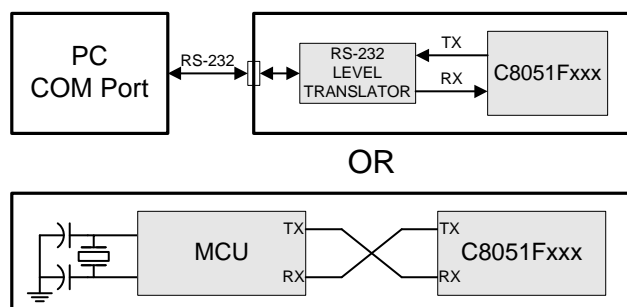 PC
COM Port
RS-232
RS-232
LEVEL
TRANSLATOR
TX
RX
C8051Fxxx
OR
MCU
TX
RX
TX
RX
C8051Fxxx